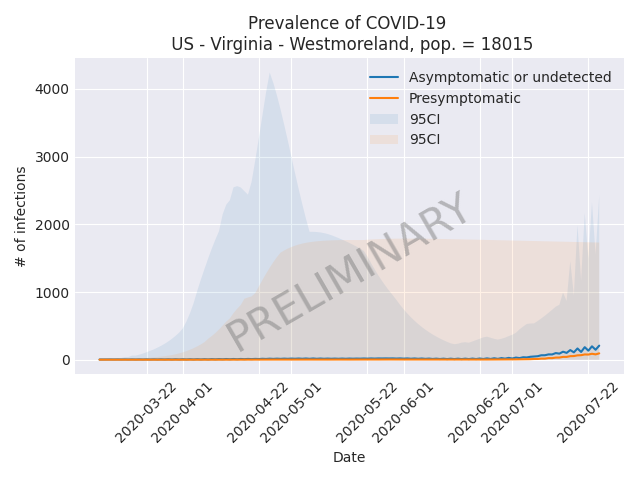 Prevalence of COVID-19
US - Virginia - Westmoreland, pop. = 18015
Asymptomatic or undetected
Presymptomatic
95CI
95CI
4000
3000
2000
1000
0
# of infections
PRELIMINARY
2020-03-22
2020-04-01
2020-04-22
2020-05-01
2020-05-22
2020-06-01
2020-06-22
2020-07-01
2020-07-22
Date